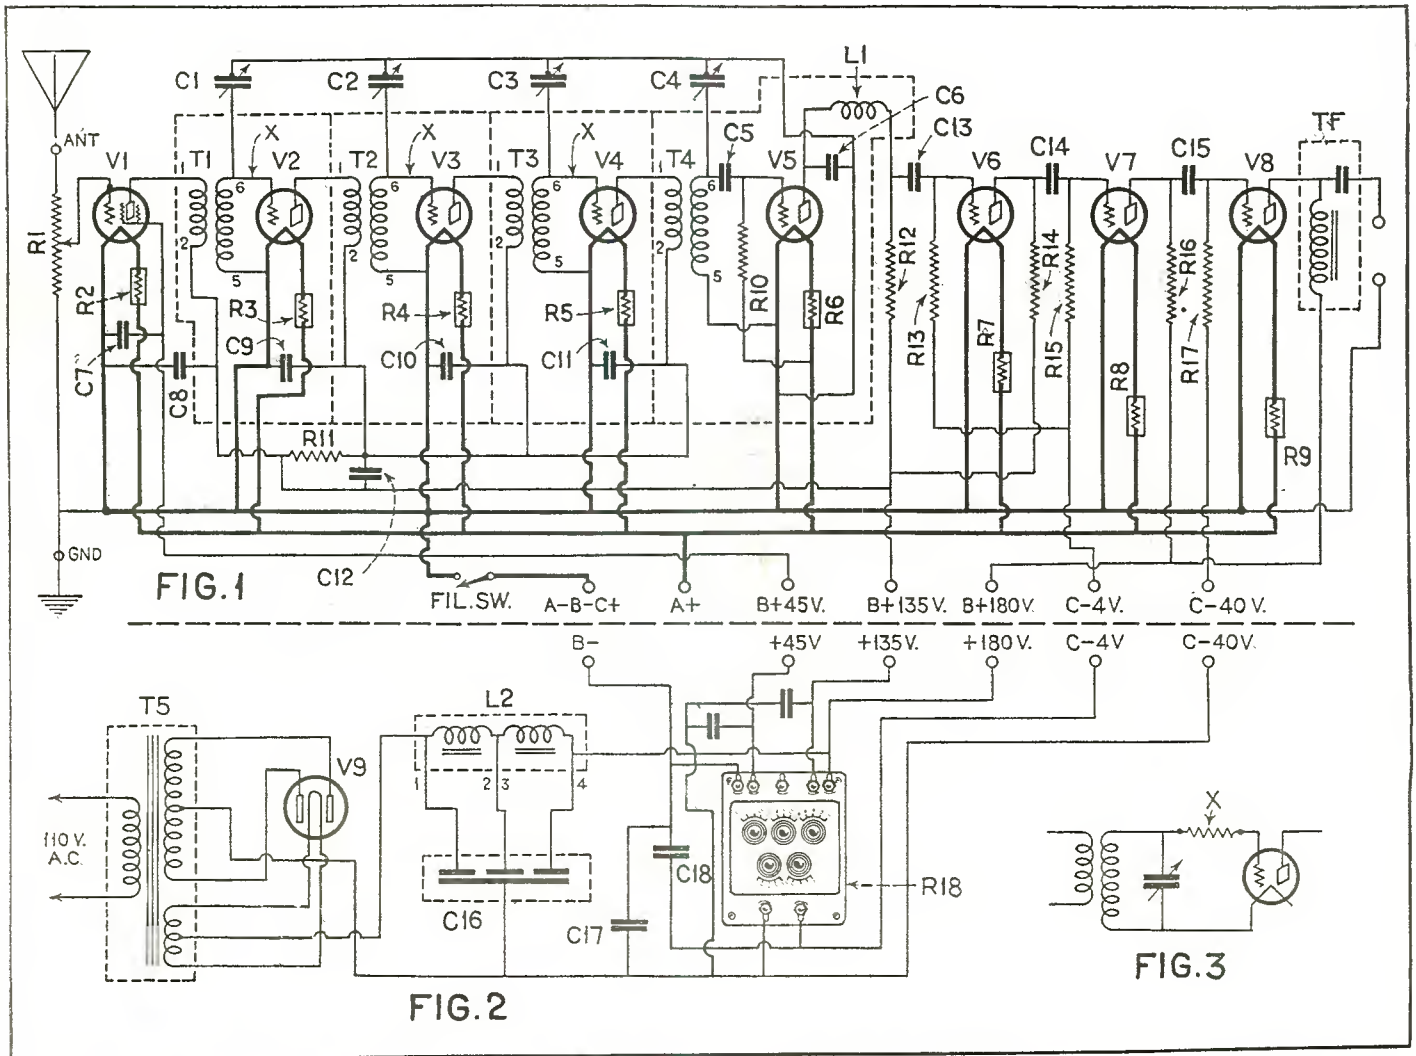 L1
C1
C2
C3
C4
C6
C13
ANT
C5
C14
C15
TF
V1
T1
X
V2
T2
X
V3
T3
V4
T4
V5
V6
V7
V8
6
6
6
6
R1
2
2
2
2
5
5
5
5
R2
R3
R4
R5
R10
R6
R12
R13
R14
R15
R16
R17
R7
R8
R9
C7
C8
C9
C10
C11
R11
C12
GND
FIG.1
FIL.SW.
A-B-C+
A+
B+45V.
B+135V.
B+180V.
C-4V.
C-40V.
B-
+45V
+135V.
+180V.
C-4V
C-40V.
T5
L2
V9
1
2
3
4
110 V.
A.C.
C16
C17
C18
R18
X
FIG.2
FIG.3